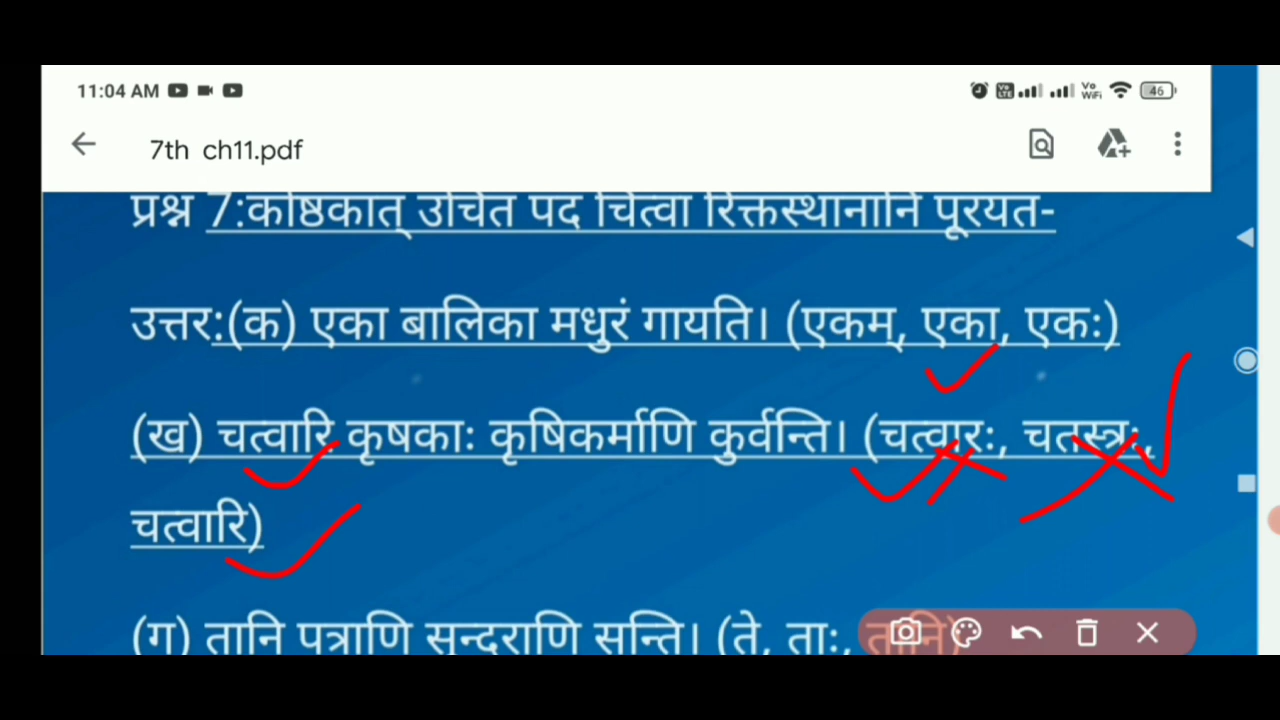 11:04 AM
46
7th ch11.pdf
प्रश्न 7:कोष्ठकात् उचितं पदं चित्वा रिक्तस्थानानि पूरयत-
उत्तर:(क) एका बालिका मधुरं गायति। (एकम्, एका, एकः)
(ख) चत्वारि कृषकाः कृषिकर्माणि कुर्वन्ति। (चत्वारः, चतस्त्रः,
चत्वारि)
(ग) तानि पत्राणि सुन्दराणि सन्ति। (ते, ताः, तानि)